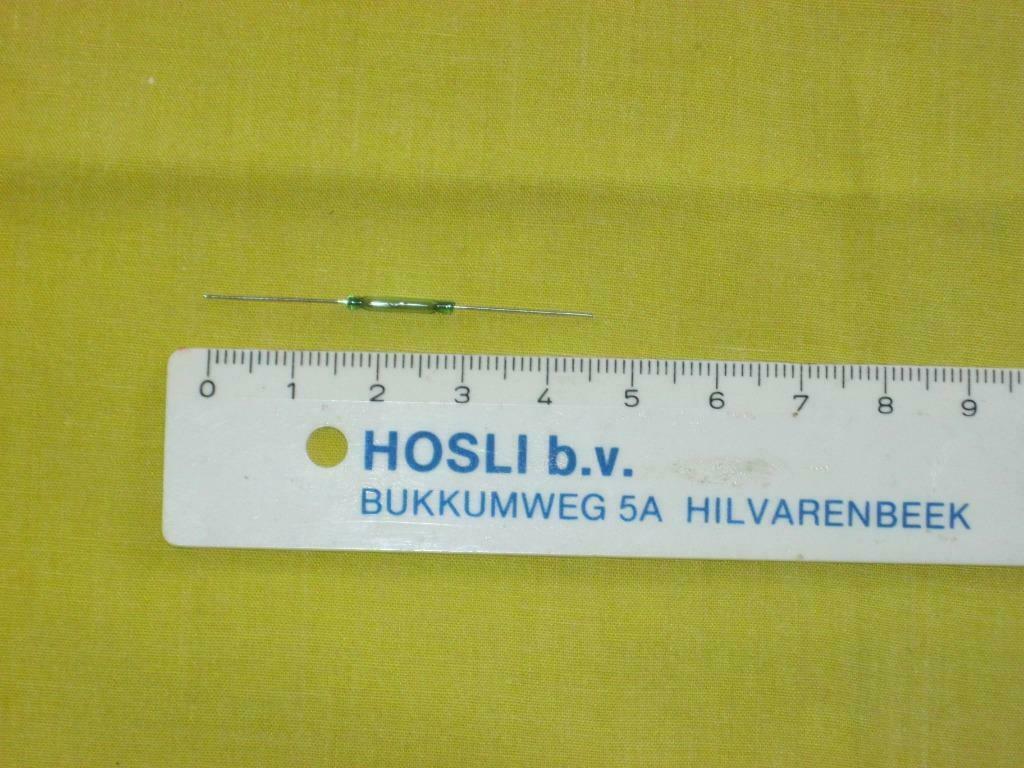 0 1 2 3 4 5 6 7 8 9
HOSLI b.v.
BUKKUMWEG 5A HILVARENBEEK